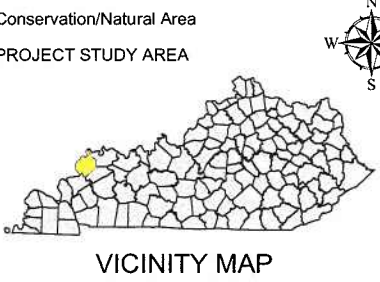 Conservation/Natural Area
N
PROJECT STUDY AREA
W
E
S
VICINITY MAP